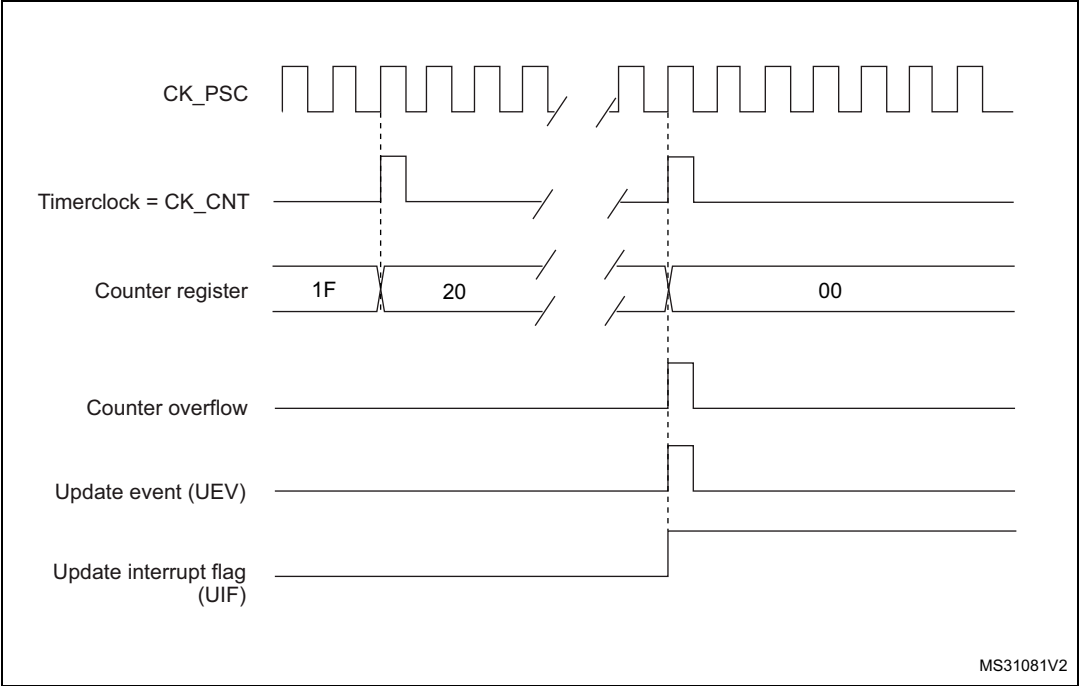 CK_PSC
Timerclock = CK_CNT
Counter register
1F
20
00
Counter overflow
Update event (UEV)
Update interrupt flag
(UIF)
MS31081V2